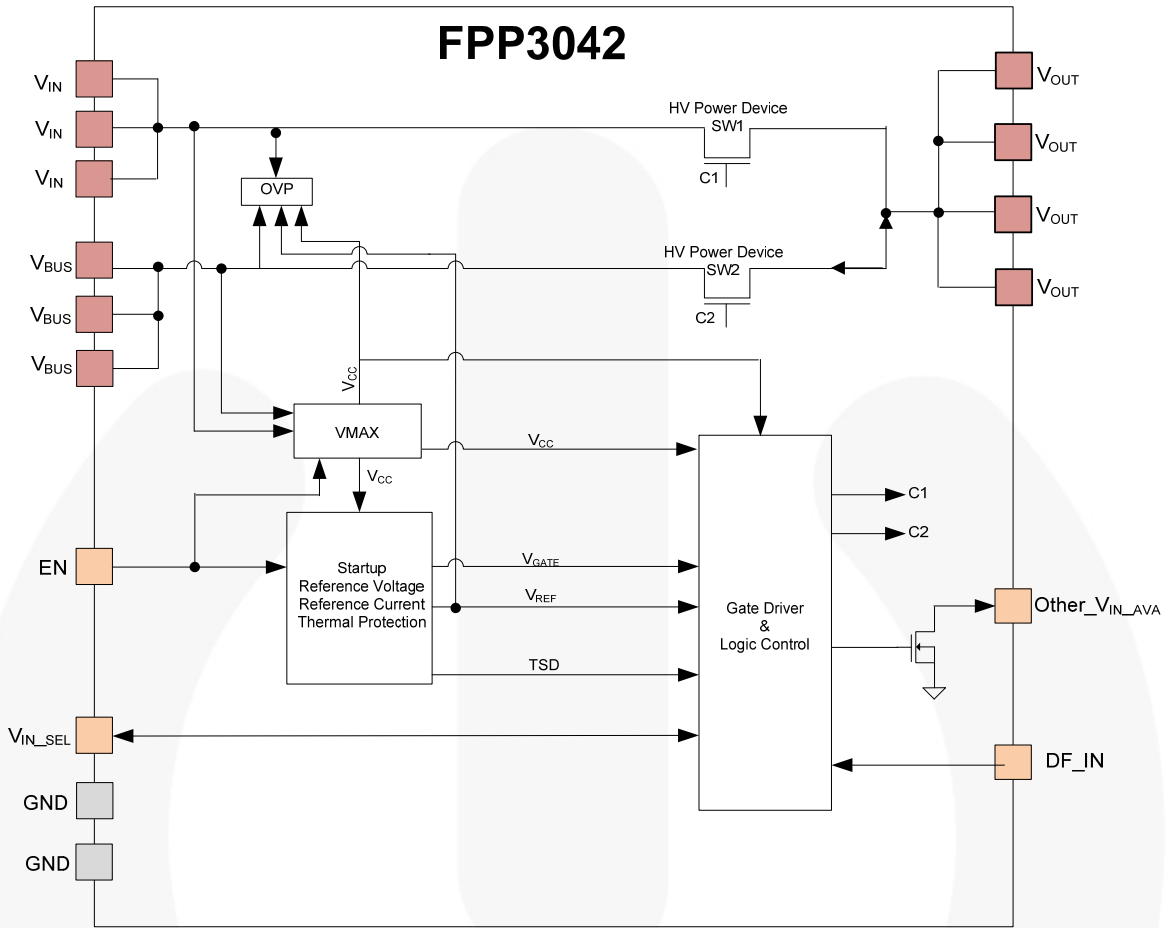 FPP3042
VIN
VIN
VIN
VBUS
VBUS
VBUS
EN
VIN_SEL
GND
GND
OVP
HV Power Device
SW1
C1
HV Power Device
SW2
C2
VCC
VMAX
VCC
VCC
Startup
Reference Voltage
Reference Current
Thermal Protection
VGATE
VREF
TSD
Gate Driver
&
Logic Control
C1
C2
VOUT
VOUT
VOUT
VOUT
Other_VIN_AVA
DF_IN